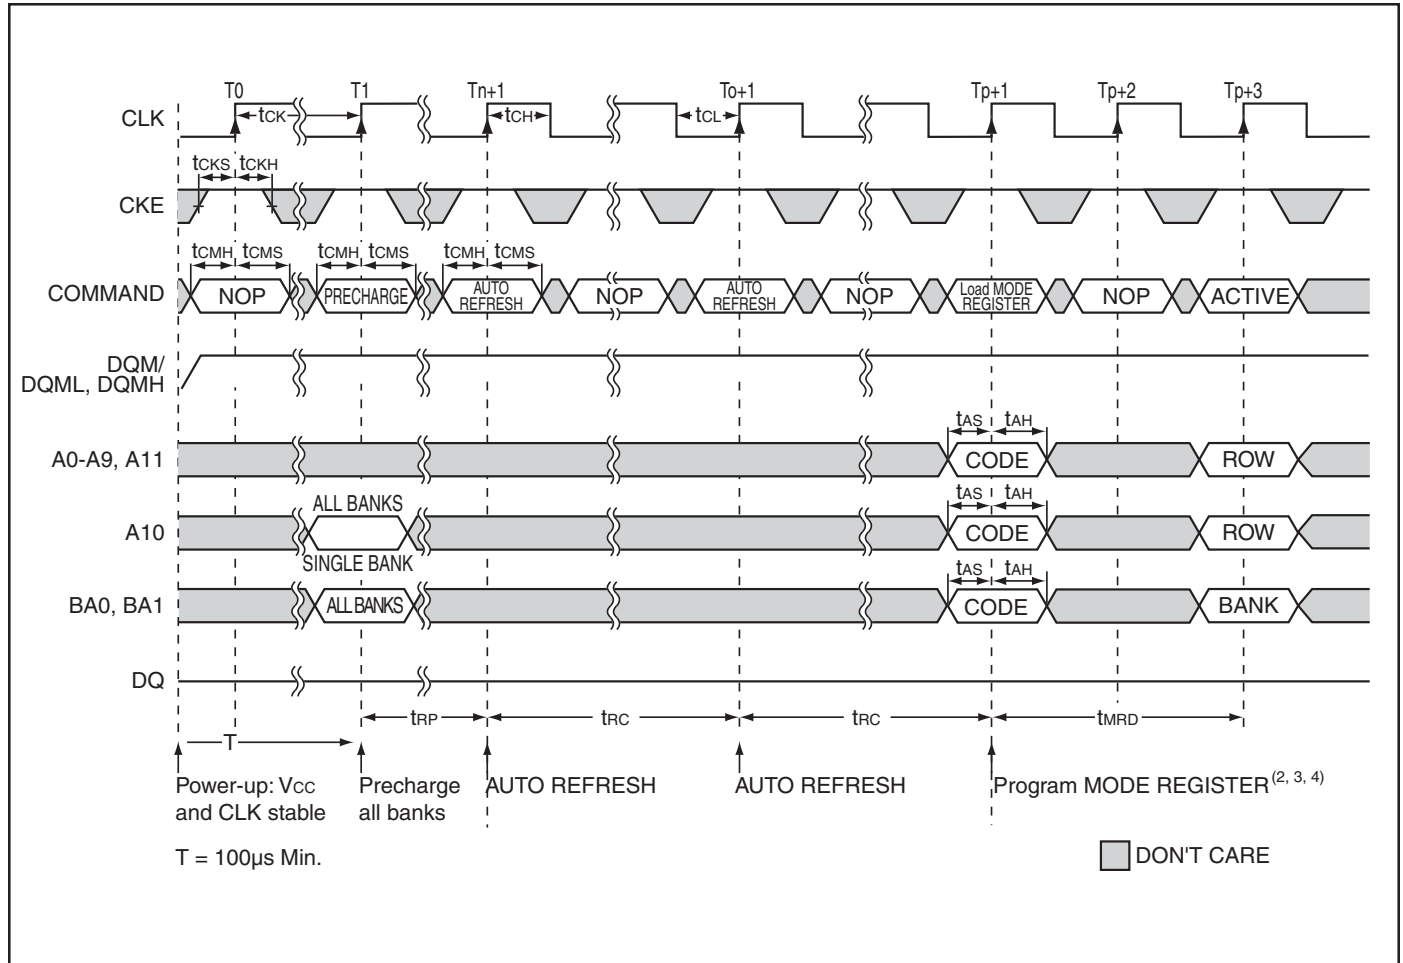 T0 T1 Tn+1 To+1 Tp+1 Tp+2 Tp+3
CLK tCK tCH tCL
tCKS tCKH
CKE
tCMH tCMS tCMH tCMS tCMH tCMS
COMMAND NOP PRECHARGE AUTO REFRESH NOP AUTO REFRESH NOP Load MODE REGISTER NOP ACTIVE
DQM/
DQML, DQMH
tAS tAH
A0-A9, A11 CODE ROW
ALL BANKS tAS tAH
A10 CODE ROW
SINGLE BANK tAS tAH
BA0, BA1 ALL BANKS CODE BANK
DQ
tRP tRC tRC tMRD
T
Power-up: VCC Precharge AUTO REFRESH AUTO REFRESH Program MODE REGISTER(2, 3, 4)
and CLK stable all banks
T = 100µs Min. DON'T CARE